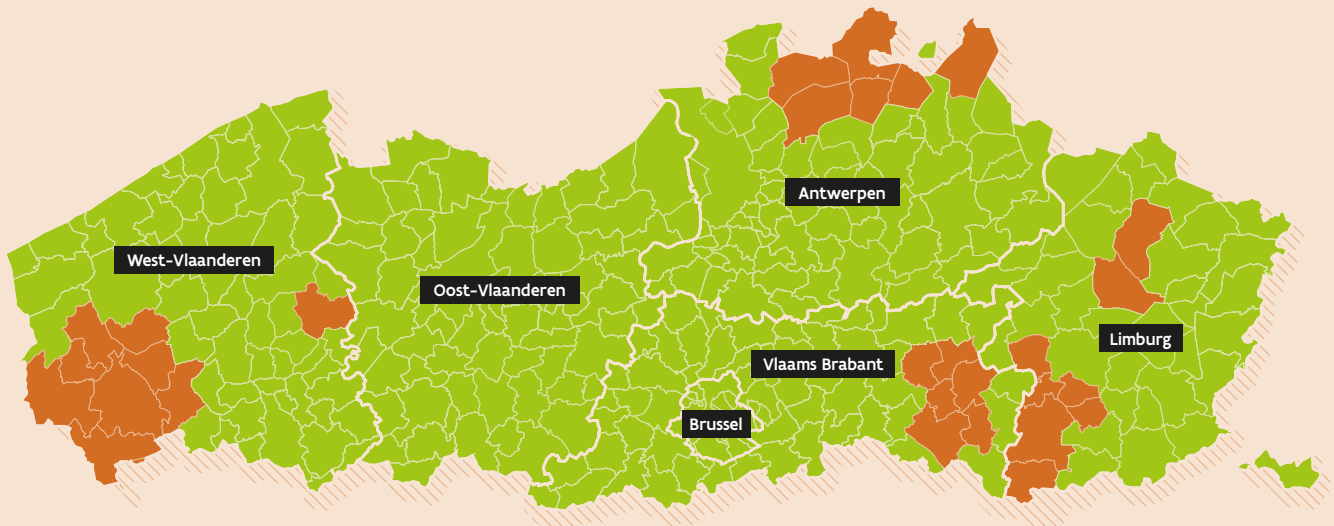 Antwerpen
West-Vlaanderen
Oost-Vlaanderen
Limburg
Vlaams Brabant
Brussel